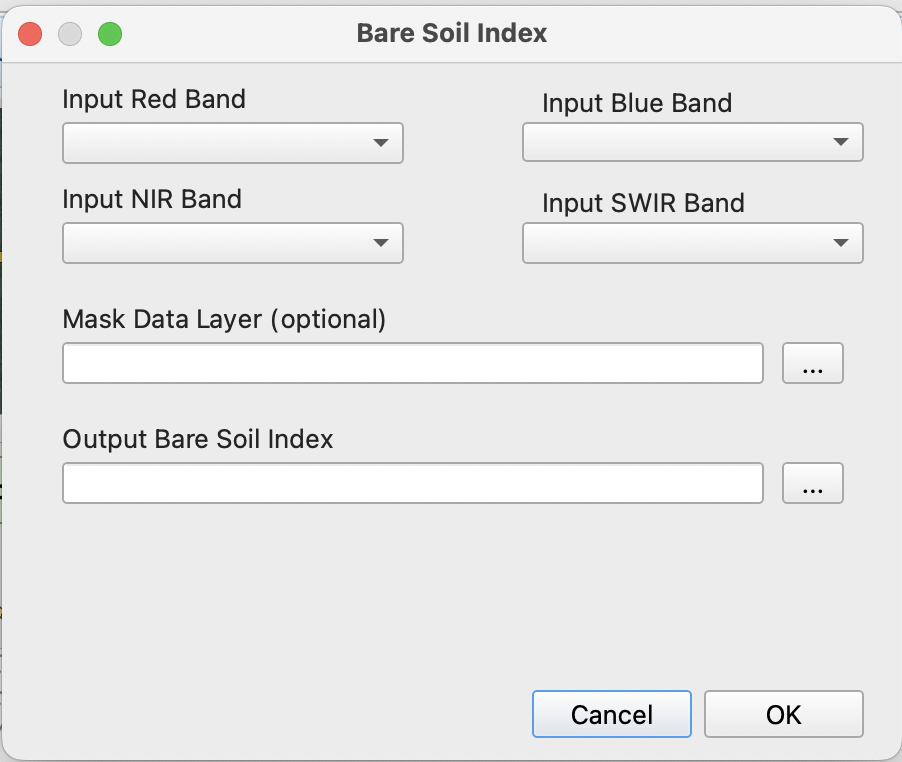 Bare Soil Index
Input Red Band
Input Blue Band
Input NIR Band
Input SWIR Band
Mask Data Layer (optional)
...
Output Bare Soil Index
...
Cancel
OK